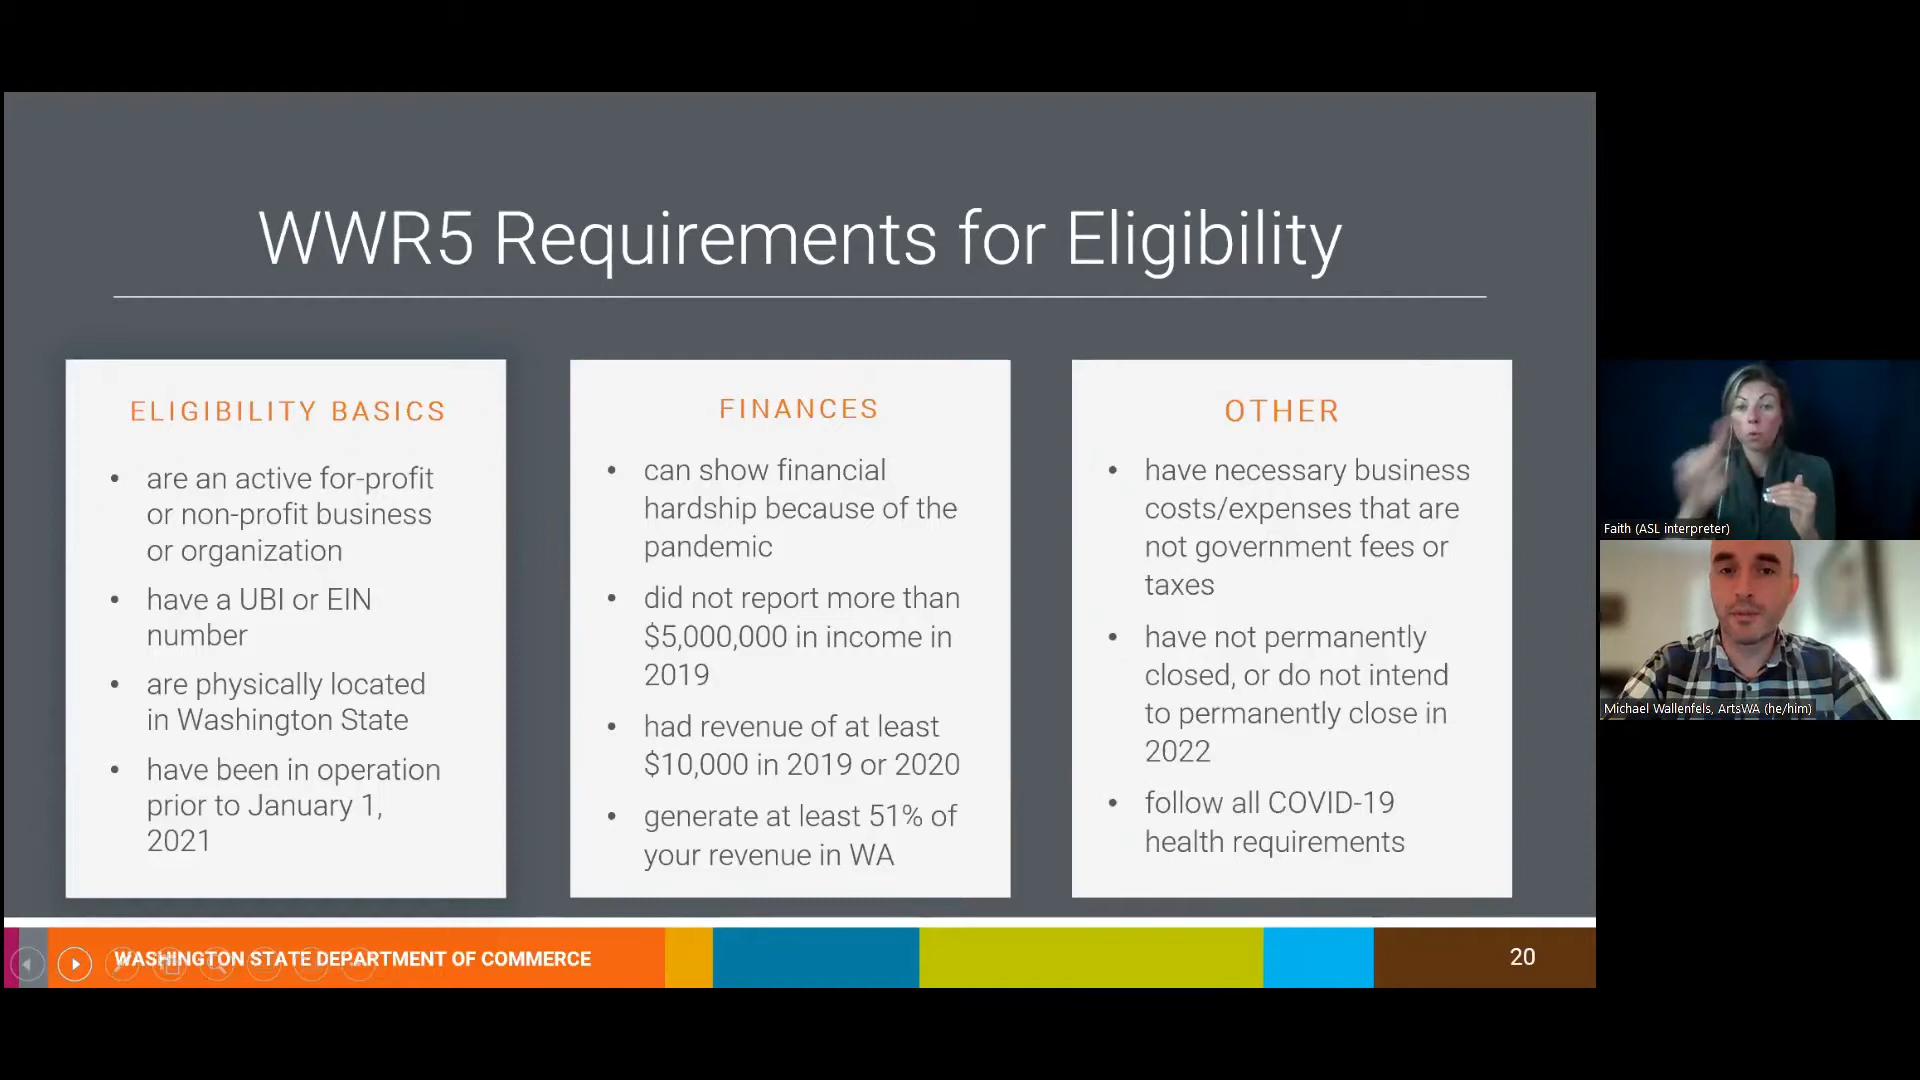 WWR5 Requirements for Eligibility
ELIGIBILITY BASICS
• are an active for-profit
or non-profit business
or organization
• have a UBI or EIN
number
• are physically located
in Washington State
• have been in operation
prior to January 1,
2021
FINANCES
• can show financial
hardship because of the
pandemic
• did not report more than
$5,000,000 in income in
2019
• had revenue of at least
$10,000 in 2019 or 2020
• generate at least 51% of
your revenue in WA
OTHER
• have necessary business
costs/expenses that are
not government fees or
taxes
• have not permanently
closed, or do not intend
to permanently close in
2022
• follow all COVID-19
health requirements
WASHINGTON STATE DEPARTMENT OF COMMERCE
20
Faith (ASL interpreter)
Michael Wallenfels, ArtsWA (he/him)